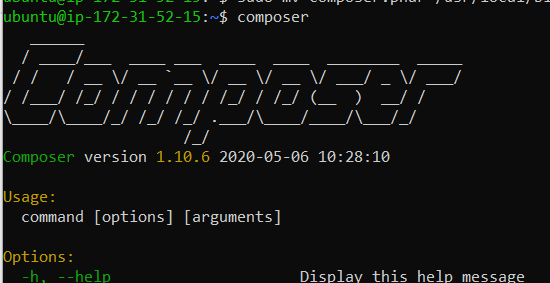 ubuntu@ip-172-31-52-15:~$ sudo mv composer.phar /usr/local/bi
ubuntu@ip-172-31-52-15:~$ composer
Composer
Composer version 1.10.6 2020-05-06 10:28:10
Usage:
command [options] [arguments]
Options:
-h, --help Display this help message